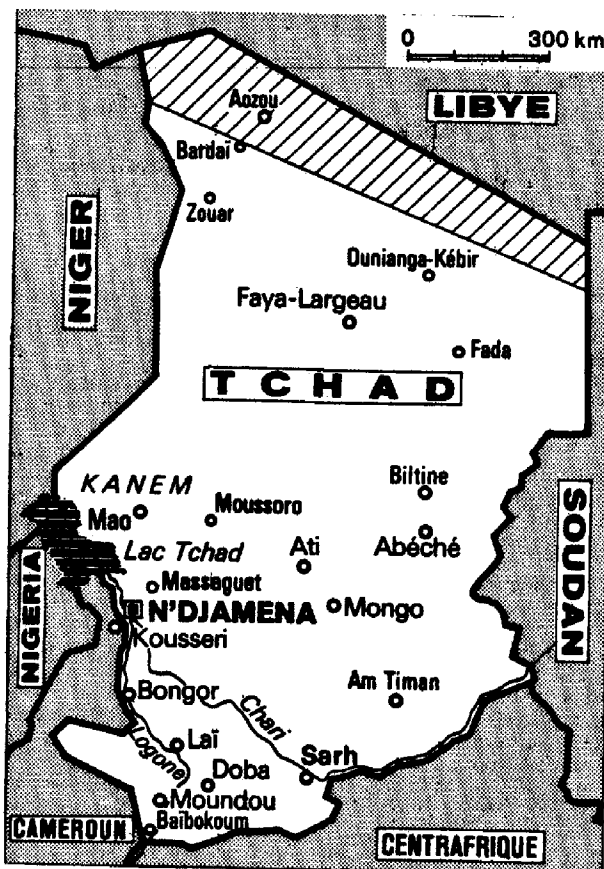 0 300 km
LIBYE
Aozou
Bardaï
Zouar
NIGER
Ounianga-Kébir
Faya-Largeau
Fada
TCHAD
KANEM
Biltine
Mao
Moussoro
SOUDAN
Lac Tchad
Ati
Abéché
Massaguet
N'DJAMENA
Mongo
NIGERIA
Kousseri
Bongor
Am Timan
Chari
Logone
Laï
Sarh
Doba
Moundou
Baïbokoum
CAMEROUN
CENTRAFRIQUE